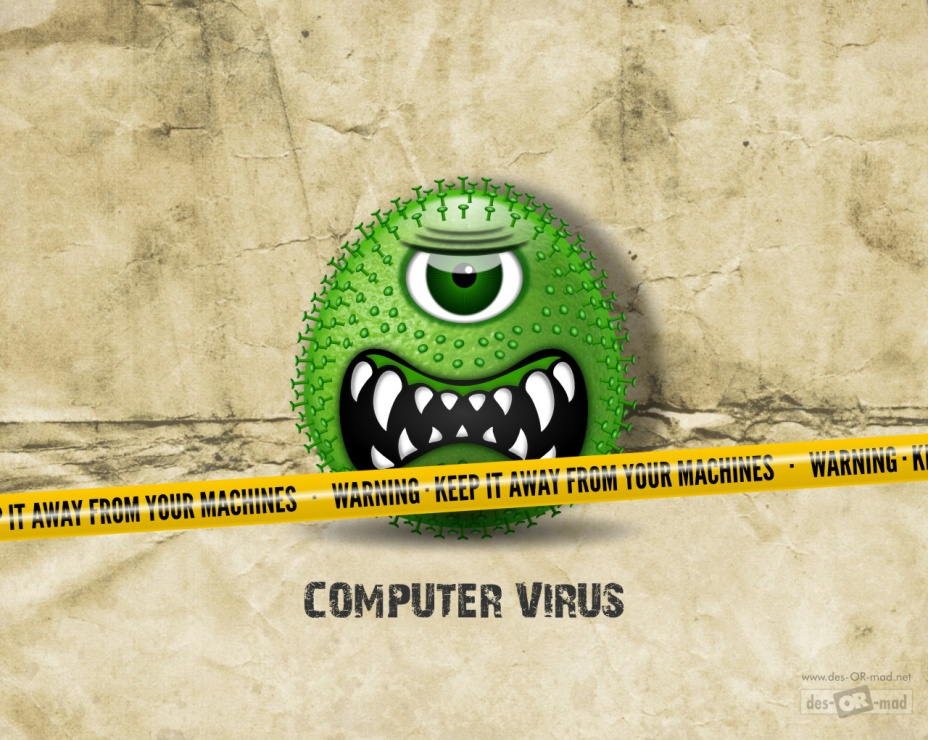 IT AWAY FROM YOUR MACHINES · WARNING · KEEP IT AWAY FROM YOUR MACHINES · WARNING ·
COMPUTER VIRUS
www.des-OR-mad.net
des-OR-mad